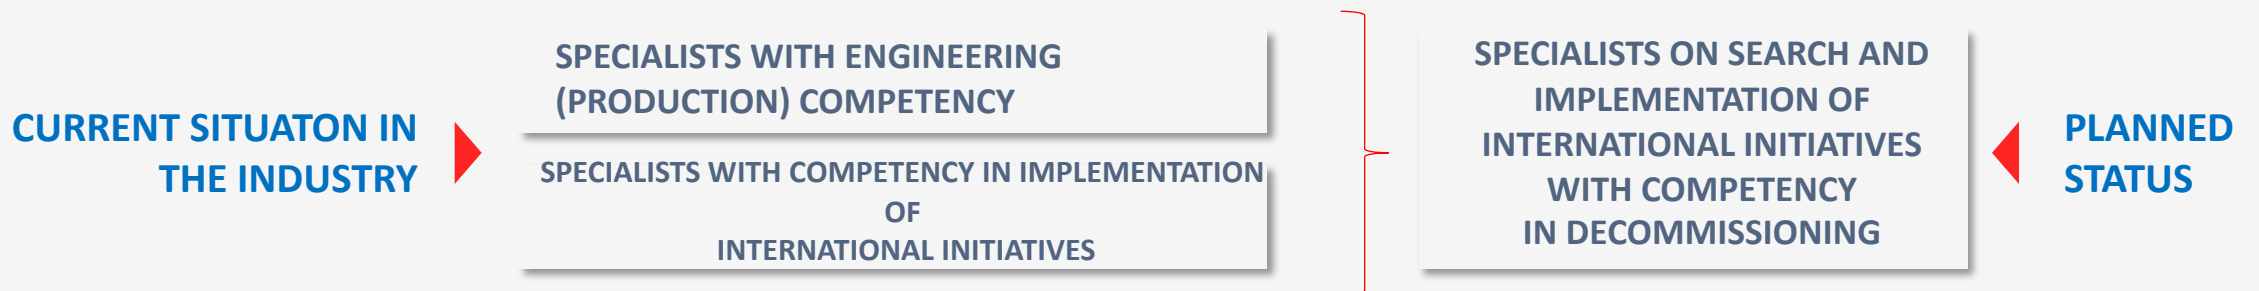 CURRENT SITUATON IN
THE INDUSTRY
SPECIALISTS WITH ENGINEERING
(PRODUCTION) COMPETENCY
SPECIALISTS WITH COMPETENCY IN IMPLEMENTATION
OF
INTERNATIONAL INITIATIVES
SPECIALISTS ON SEARCH AND
IMPLEMENTATION OF
INTERNATIONAL INITIATIVES
WITH COMPETENCY
IN DECOMMISSIONING
PLANNED
STATUS